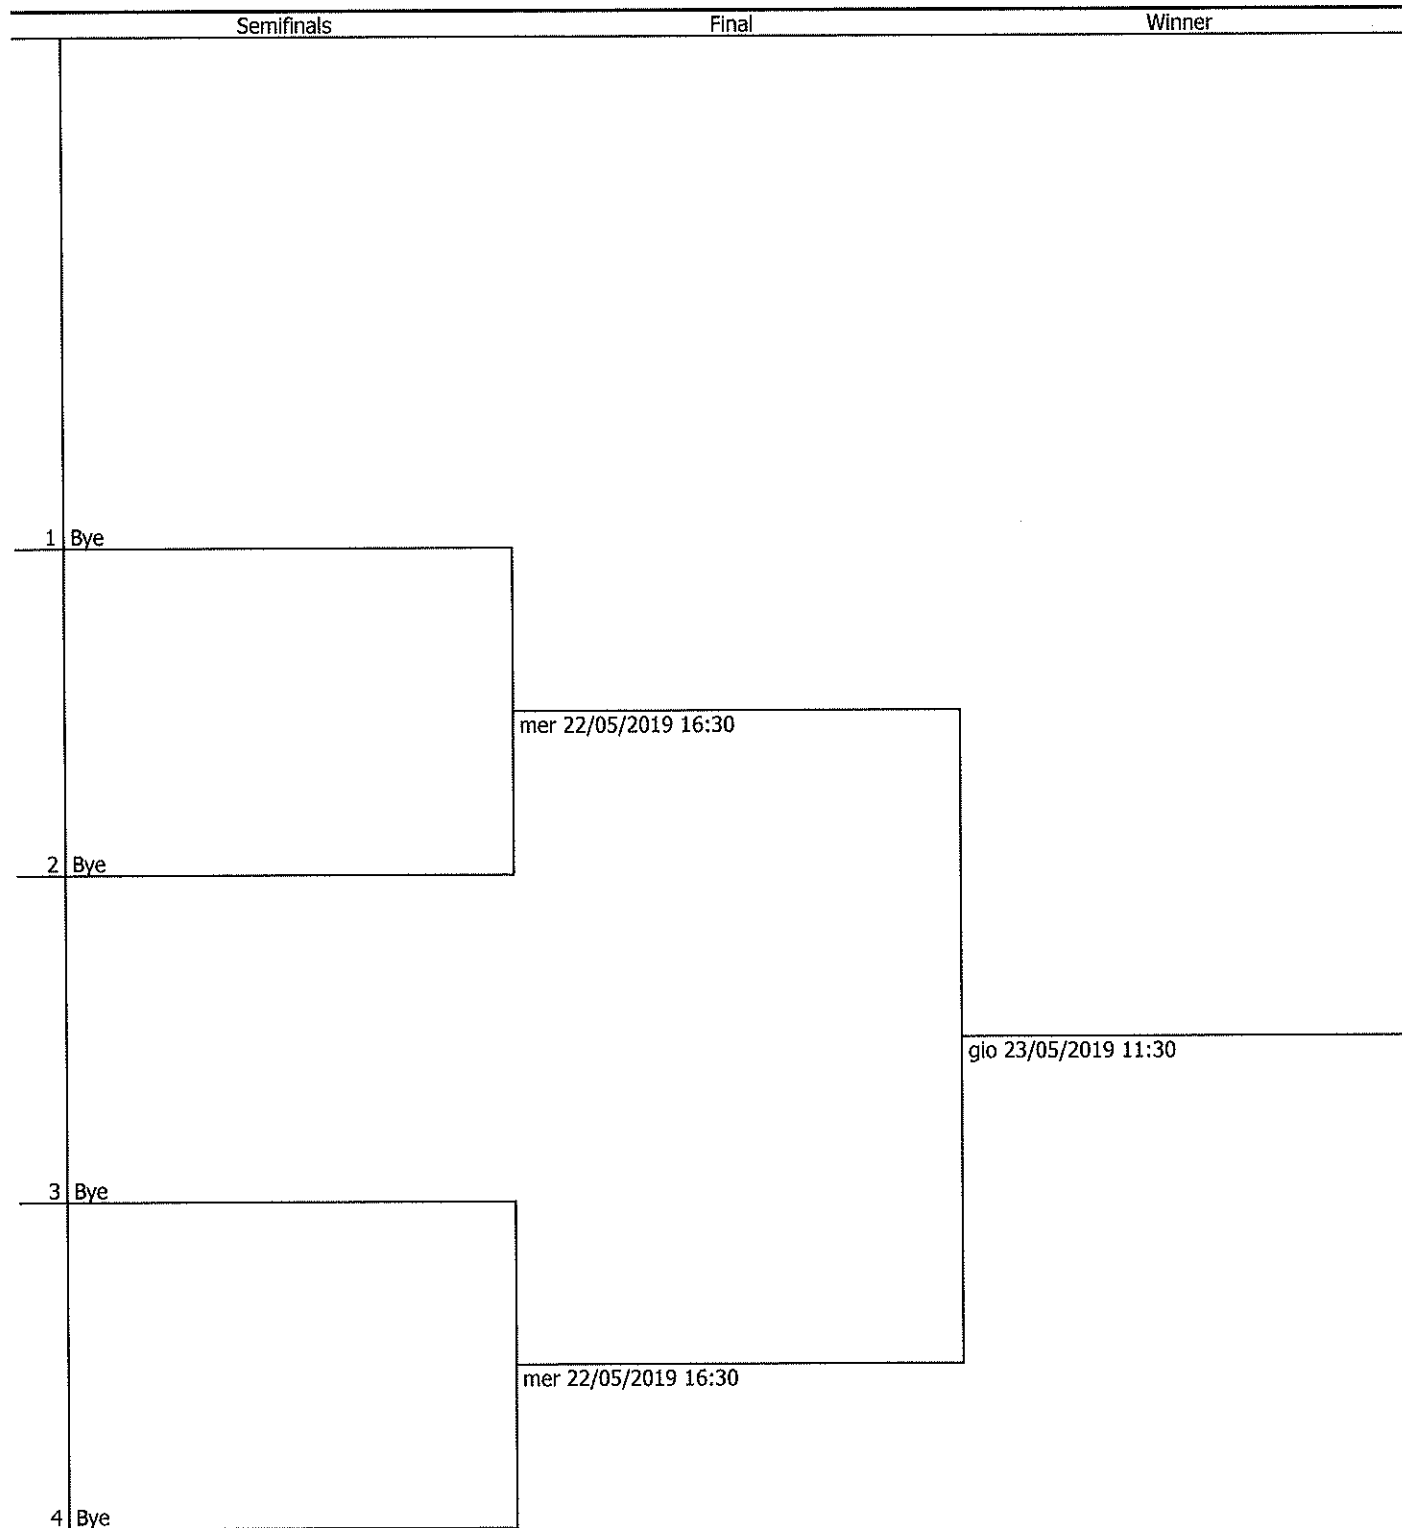 Semifinals Final Winner
1 Bye
mer 22/05/2019 16:30
2 Bye
gio 23/05/2019 11:30
3 Bye
mer 22/05/2019 16:30
4 Bye